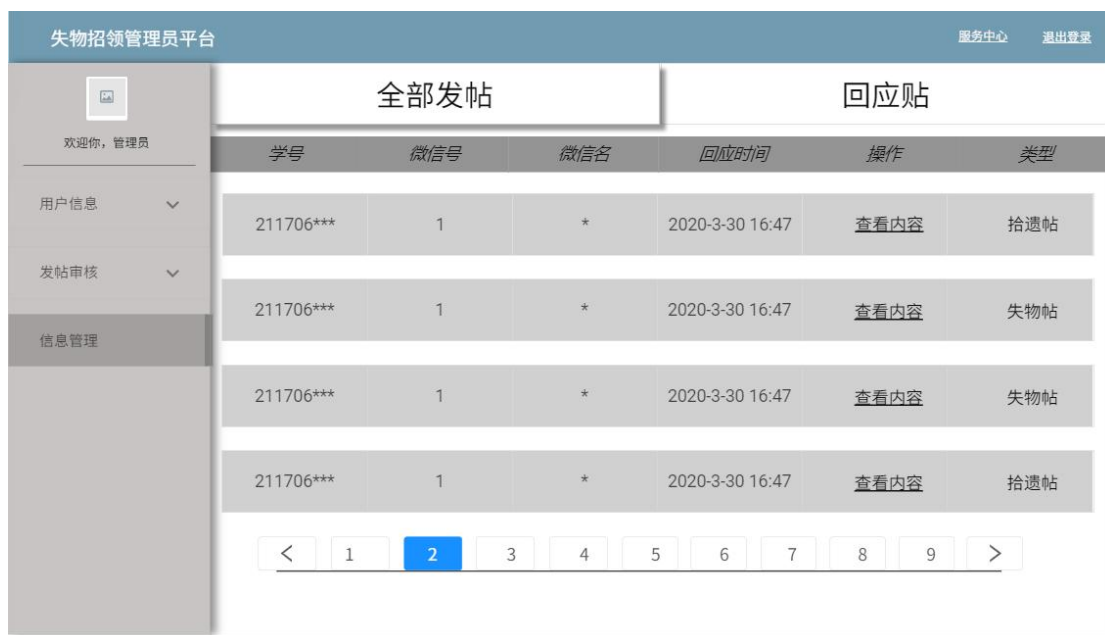 失物招领管理员平台 服务中心 退出登录
欢迎你，管理员
用户信息
发帖审核
信息管理
全部发帖 回应贴
学号 微信号 微信名 回应时间 操作 类型
211706*** 1 * 2020-3-30 16:47 查看内容 拾遗帖
211706*** 1 * 2020-3-30 16:47 查看内容 失物帖
211706*** 1 * 2020-3-30 16:47 查看内容 失物帖
211706*** 1 * 2020-3-30 16:47 查看内容 拾遗帖
< 1 2 3 4 5 6 7 8 9 >